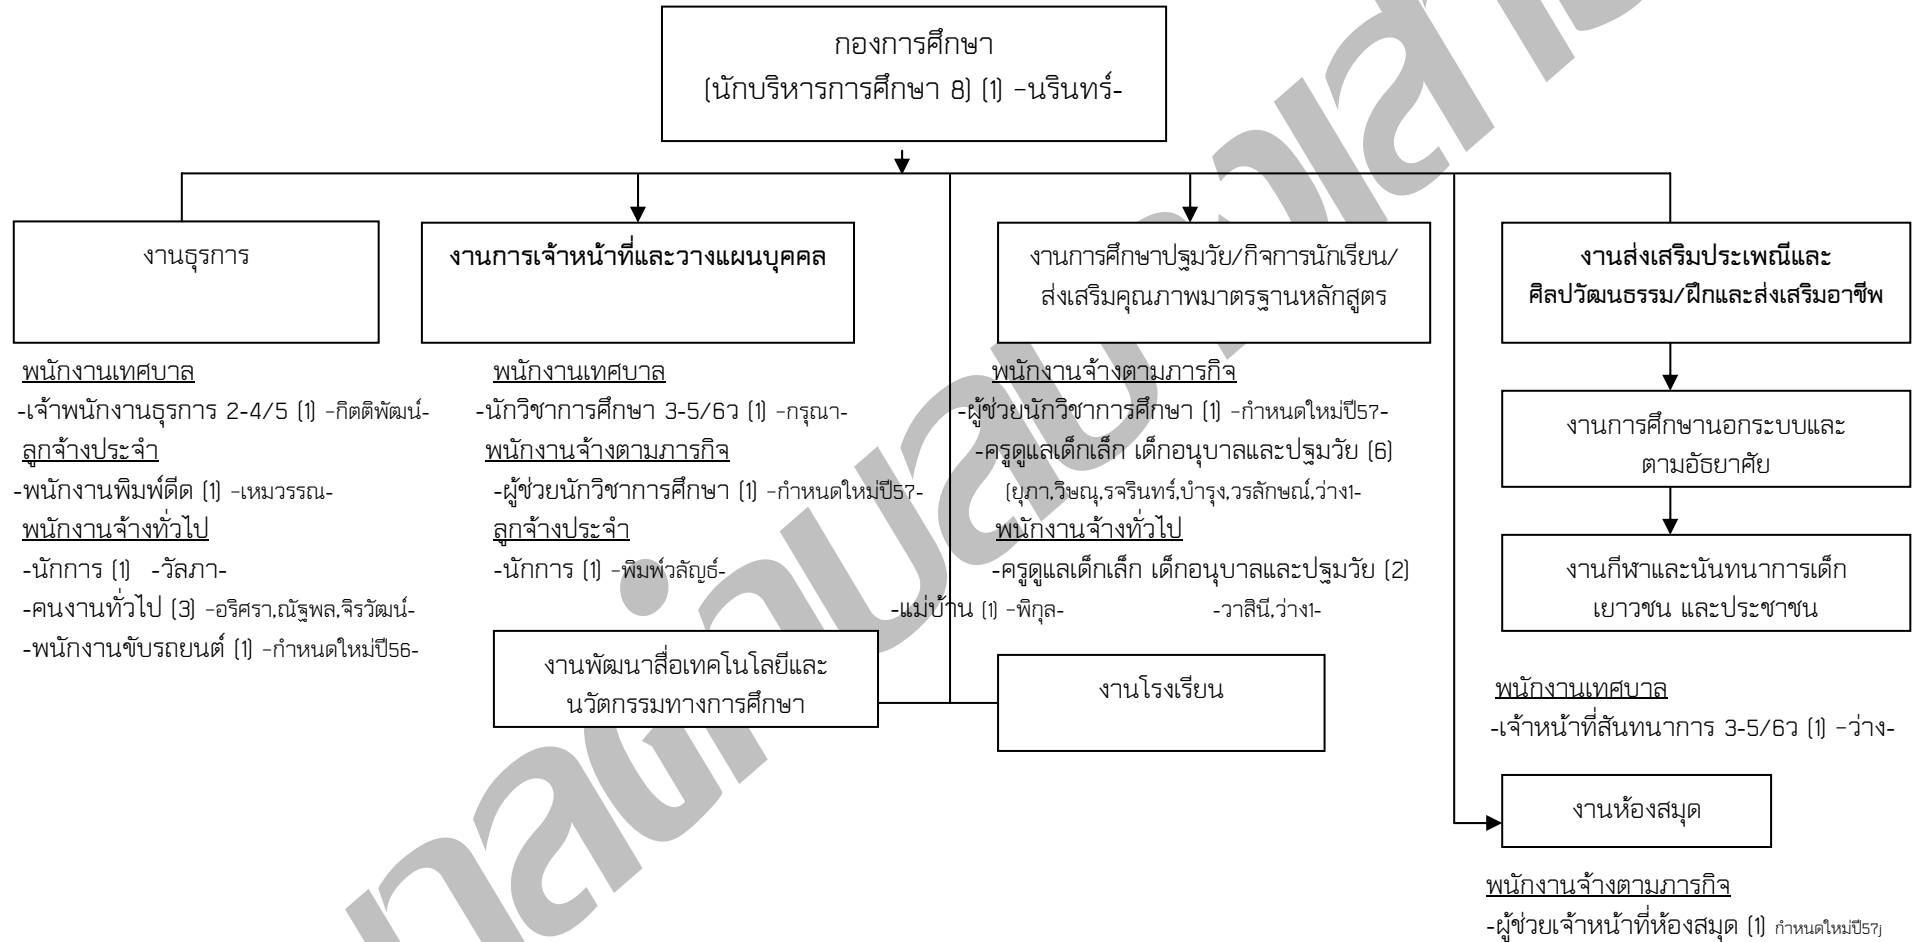 กองการศึกษา
(นักบริหารการศึกษา 8) (1) -นรินทร์-
งานธุรการ
พนักงานเทศบาล
-เจ้าพนักงานธุรการ 2-4/5 (1) -กิตติพัฒน์-
ลูกจ้างประจำ
-พนักงานพิมพ์ดีด (1) -เหมวรรณ-
พนักงานจ้างทั่วไป
-นักการ (1) -วัลภา-
-คนงานทั่วไป (3) -อริศรา,ณัฐพล,จิรวัฒน์-
-พนักงานขับรถยนต์ (1) -กำหนดใหม่ปี56-
งานการเจ้าหน้าที่และวางแผนบุคคล
พนักงานเทศบาล
-นักวิชาการศึกษา 3-5/6ว (1) -กรุณา-
พนักงานจ้างตามภารกิจ
-ผู้ช่วยนักวิชาการศึกษา (1) -กำหนดใหม่ปี57-
ลูกจ้างประจำ
-นักการ (1) -พิมพ์วลัญธ์-
งานพัฒนาสื่อเทคโนโลยีและ
นวัตกรรมทางการศึกษา
งานการศึกษาปฐมวัย/กิจการนักเรียน/
ส่งเสริมคุณภาพมาตรฐานหลักสูตร
พนักงานจ้างตามภารกิจ
-ผู้ช่วยนักวิชาการศึกษา (1) -กำหนดใหม่ปี57-
-ครูดูแลเด็กเล็ก เด็กอนุบาลและปฐมวัย (6)
(ยุภา,วิษณุ,รจรินทร์,บำรุง,วรลักษณ์,ว่าง1-
พนักงานจ้างทั่วไป
-ครูดูแลเด็กเล็ก เด็กอนุบาลและปฐมวัย (2)
-แม่บ้าน (1) -พิกุล- -วาสินี,ว่าง1-
งานโรงเรียน
งานส่งเสริมประเพณีและ
ศิลปวัฒนธรรม/ฝึกและส่งเสริมอาชีพ
งานการศึกษานอกระบบและ
ตามอัธยาศัย
งานกีฬาและนันทนาการเด็ก
เยาวชน และประชาชน
พนักงานเทศบาล
-เจ้าหน้าที่สันทนาการ 3-5/6ว (1) -ว่าง-
งานห้องสมุด
พนักงานจ้างตามภารกิจ
-ผู้ช่วยเจ้าหน้าที่ห้องสมุด (1) กำหนดใหม่ปี57j